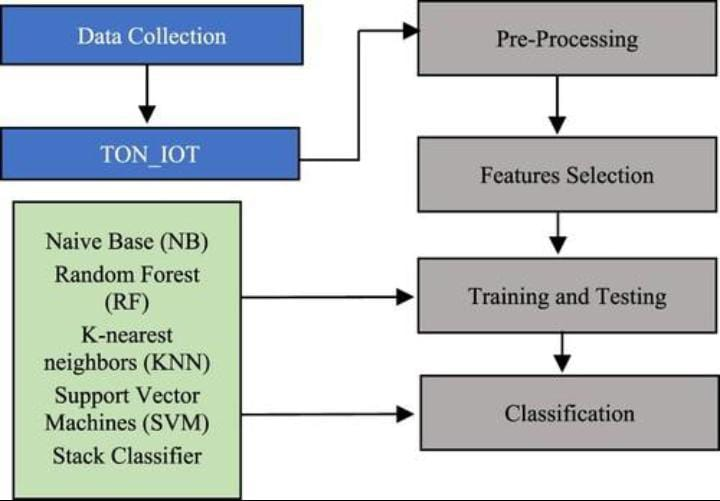 Data Collection
TON_IOT
Pre-Processing
Features Selection
Training and Testing
Classification
Naive Base (NB)
Random Forest
(RF)
K-nearest
neighbors (KNN)
Support Vector
Machines (SVM)
Stack Classifier